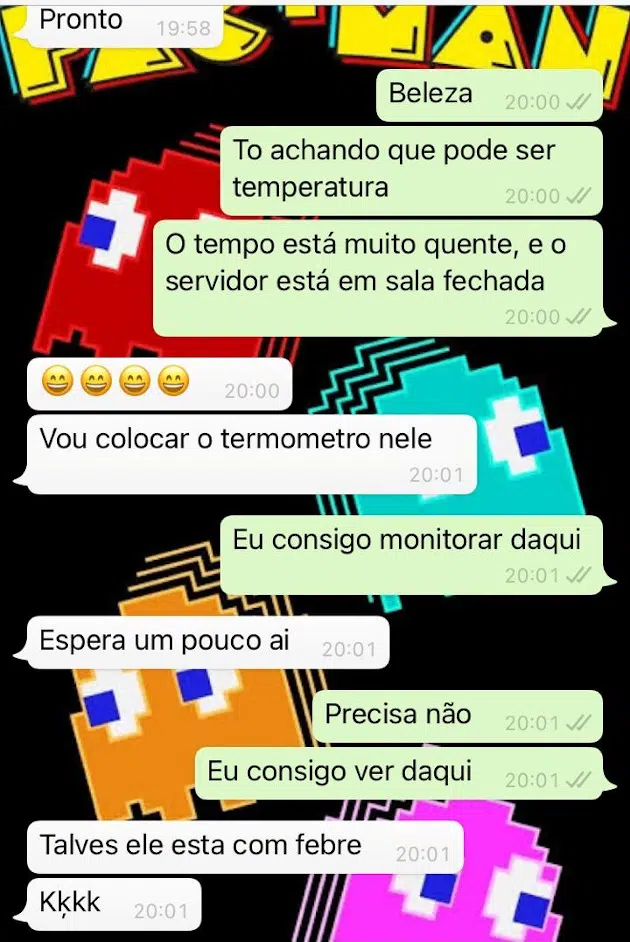 PAC-MAN
Pronto 19:58
Beleza 20:00
To achando que pode ser
temperatura 20:00
O tempo está muito quente, e o
servidor está em sala fechada
20:00
😄😄😄😄 20:00
Vou colocar o termometro nele
20:01
Eu consigo monitorar daqui
20:01
Espera um pouco ai 20:01
Precisa não 20:01
Eu consigo ver daqui 20:01
Talves ele esta com febre 20:01
Kķkk 20:01